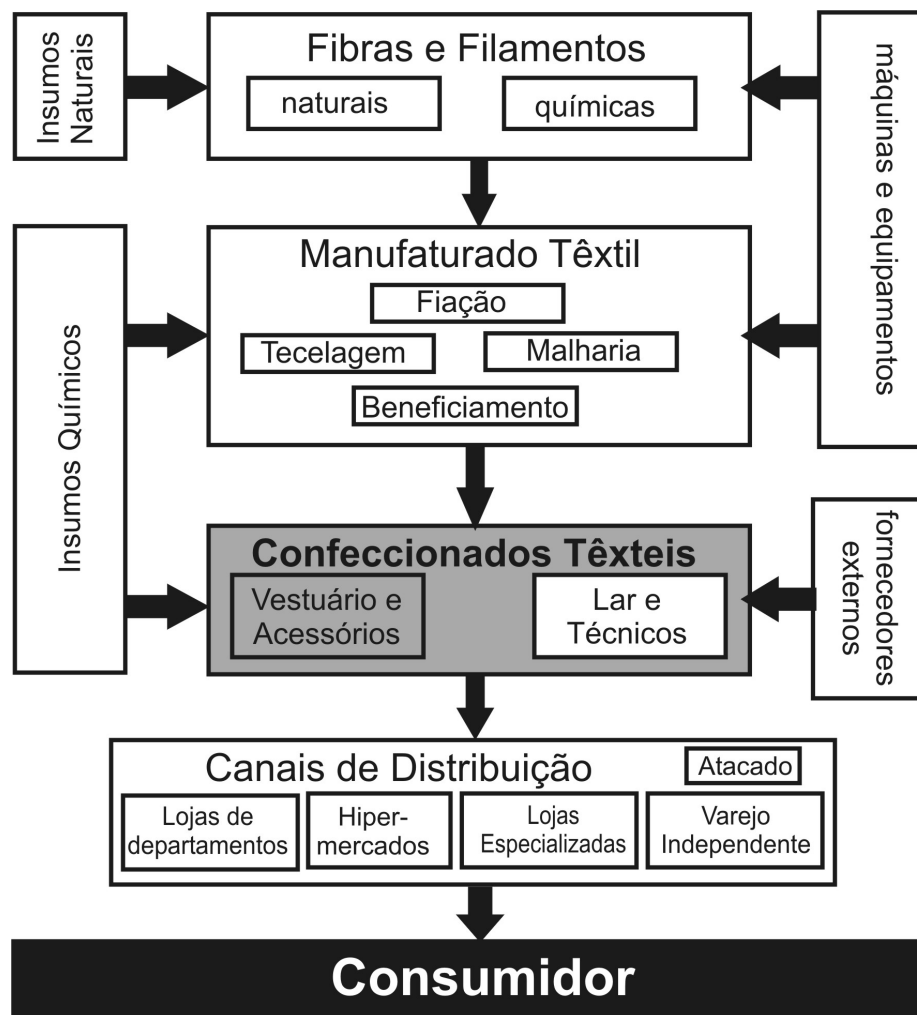 Insumos
Naturais
Fibras e Filamentos
naturais
químicas
máquinas e equipamentos
Insumos Químicos
Manufaturado Têxtil
Fiação
Tecelagem
Malharia
Beneficiamento
Confeccionados Têxteis
Vestuário e
Acessórios
Lar e
Técnicos
fornecedores
externos
Canais de Distribuição
Atacado
Lojas de
departamentos
Hiper-
mercados
Lojas
Especializadas
Varejo
Independente
Consumidor